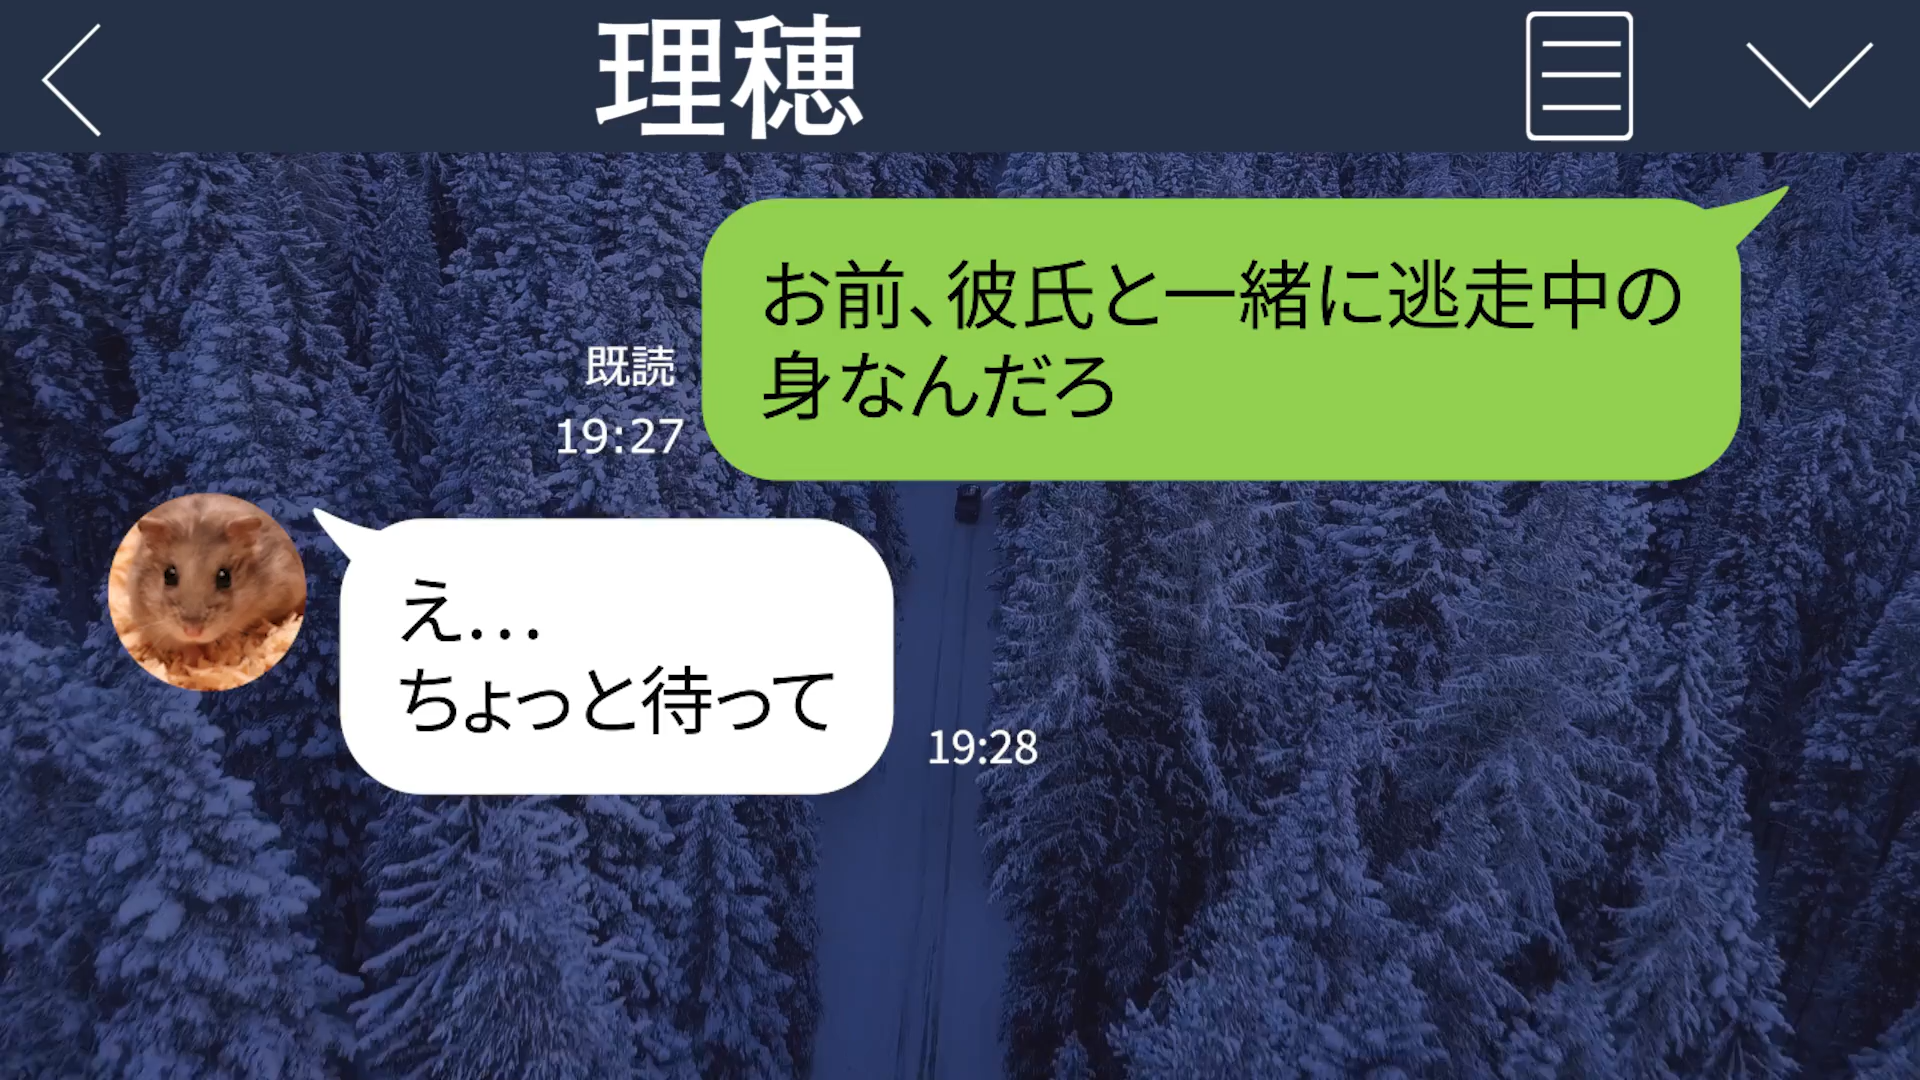 理穂
お前、彼氏と一緒に逃走中の
身なんだろ
既読
19:27
え…
ちょっと待って
19:28